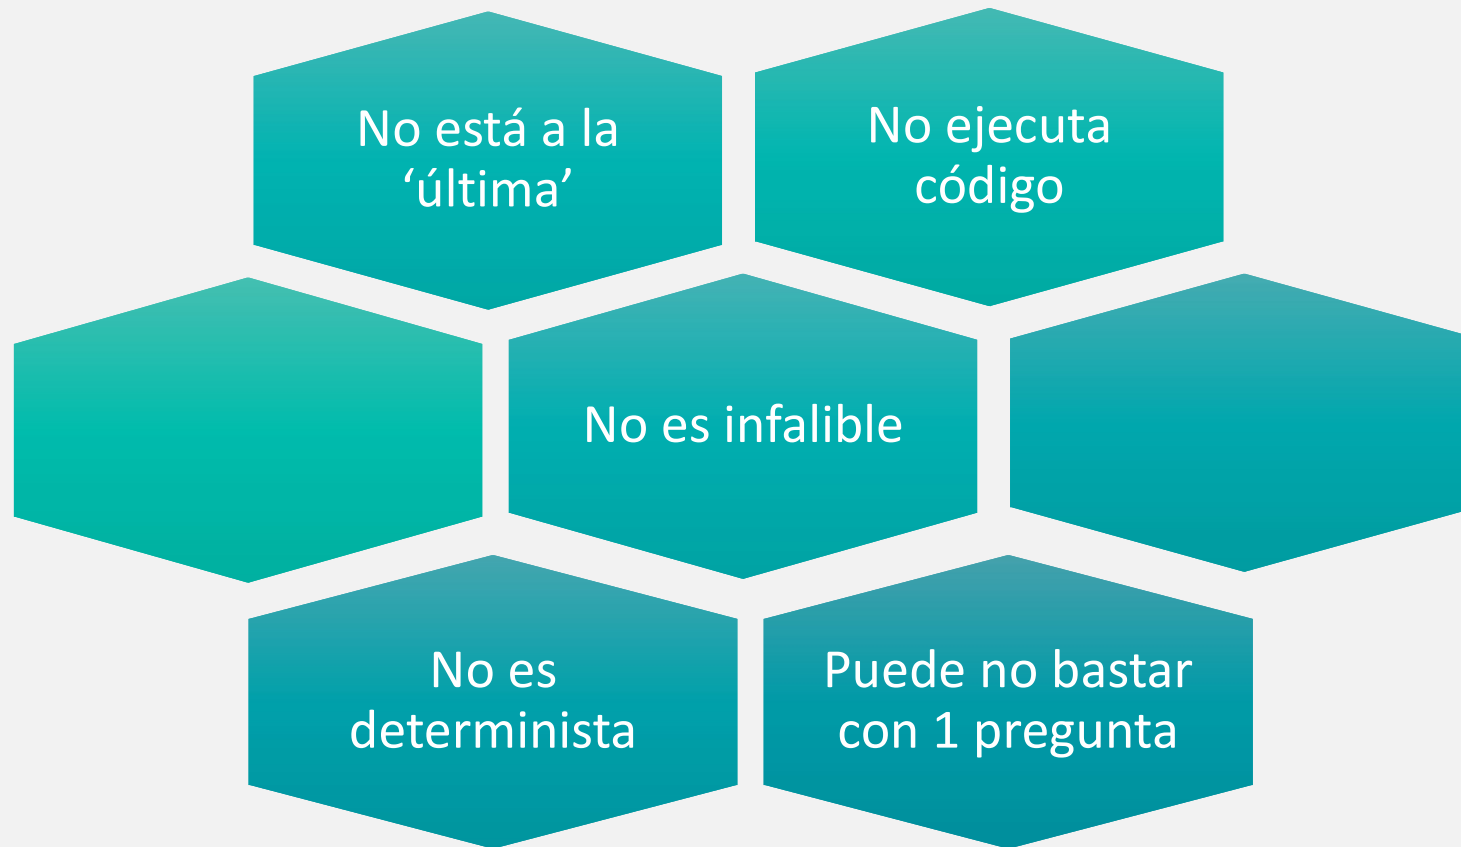 No está a la
‘última’
No ejecuta
código
No es infalible
No es
determinista
Puede no bastar
con 1 pregunta